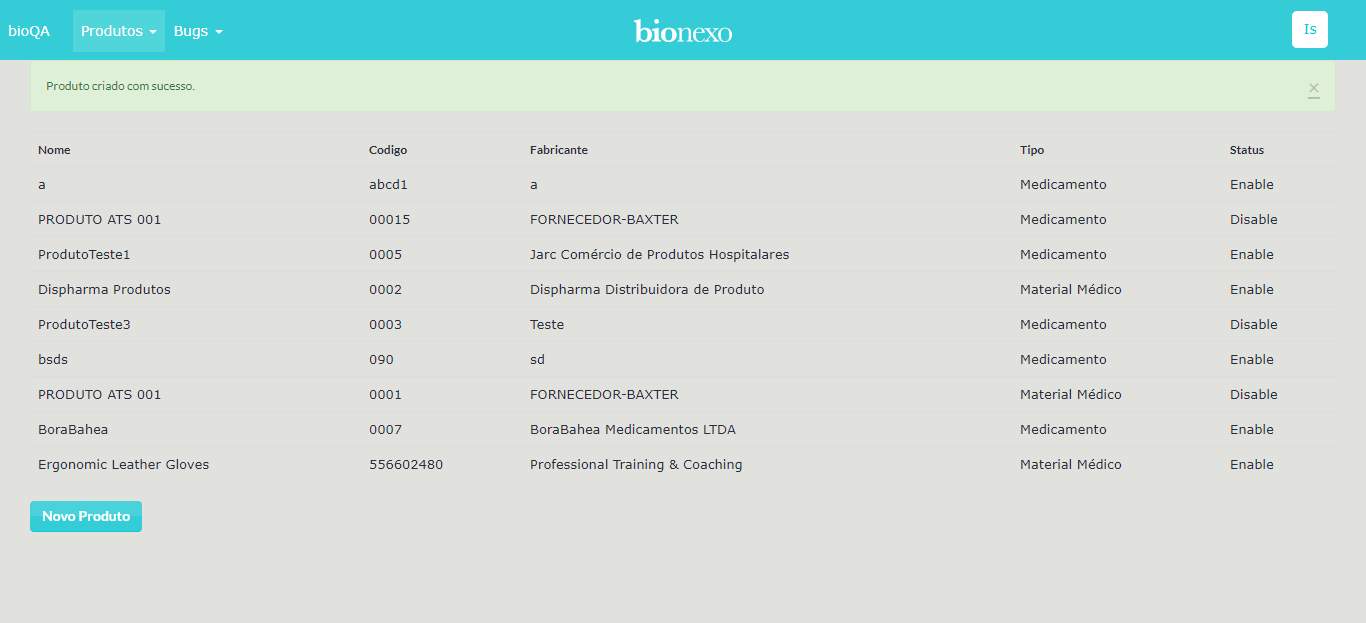 bioQA Produtos Bugs bionexo Is
Produto criado com sucesso. ×
Nome Codigo Fabricante Tipo Status
a abcd1 a Medicamento Enable
PRODUTO ATS 001 00015 FORNECEDOR-BAXTER Medicamento Disable
ProdutoTeste1 0005 Jarc Comércio de Produtos Hospitalares Medicamento Enable
Dispharma Produtos 0002 Dispharma Distribuidora de Produto Material Médico Enable
ProdutoTeste3 0003 Teste Medicamento Disable
bsds 090 sd Medicamento Enable
PRODUTO ATS 001 0001 FORNECEDOR-BAXTER Material Médico Disable
BoraBahea 0007 BoraBahea Medicamentos LTDA Medicamento Enable
Ergonomic Leather Gloves 556602480 Professional Training & Coaching Material Médico Enable
Novo Produto